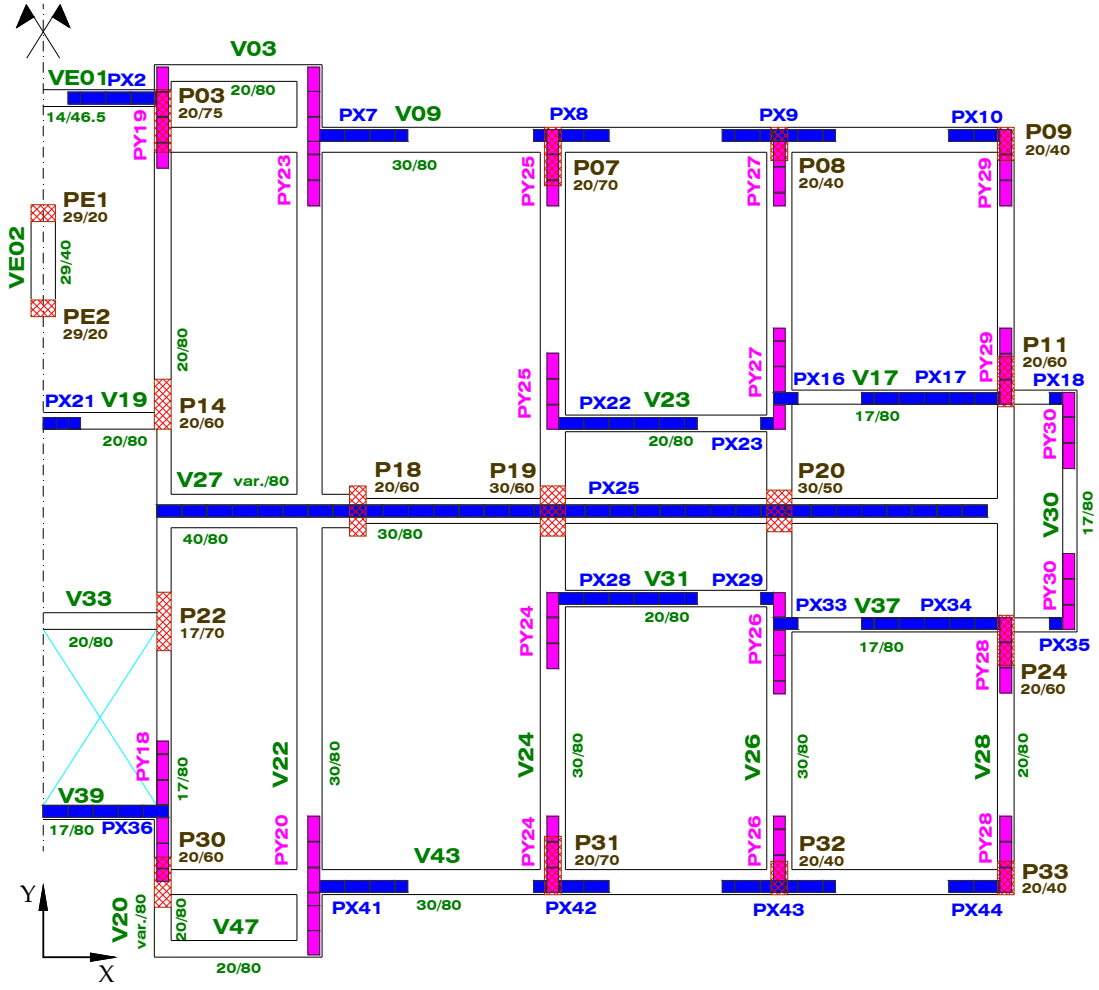 V03
VE01 PX2
20/80
P03
20/75
14/46.5
PY19
PY23
PX7 V09
30/80
PX8
PX9
PX10
P09
20/40
P07
20/70
PY25
PY27
P08
20/40
PY29
PE1
29/20
VE02
29/40
PE2
29/20
20/80
PY25
PY27
PY29
P11
20/60
PX21 V19
20/80
P14
20/60
PX22 V23
20/80
PX23
PX16 V17 PX17
17/80
PX18
PY30
V27 var./80
40/80
P18
20/60
30/80
P19
30/60
PX25
P20
30/50
V30
17/80
V33
20/80
P22
17/70
PX28 V31 PX29
20/80
PY24
PY26
PX33 V37 PX34
17/80
PY30
PX35
PY28
P24
20/60
PY18
17/80
V22
30/80
V24
30/80
V26
30/80
V28
20/80
V39
17/80
PX36
P30
20/60
PY20
V43
30/80
PX41
PY24
P31
20/70
PX42
PY26
P32
20/40
PX43
PY28
P33
20/40
PX44
V20
var./80
20/80
V47
20/80
Y
X